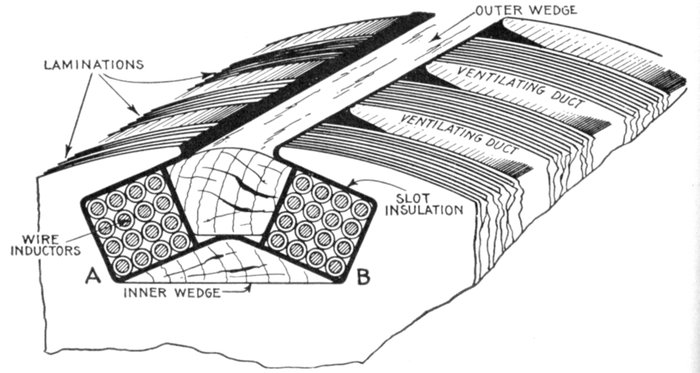 OUTER WEDGE
LAMINATIONS
VENTILATING DUCT
VENTILATING DUCT
SLOT
INSULATION
WIRE
INDUCTORS
A
B
INNER WEDGE